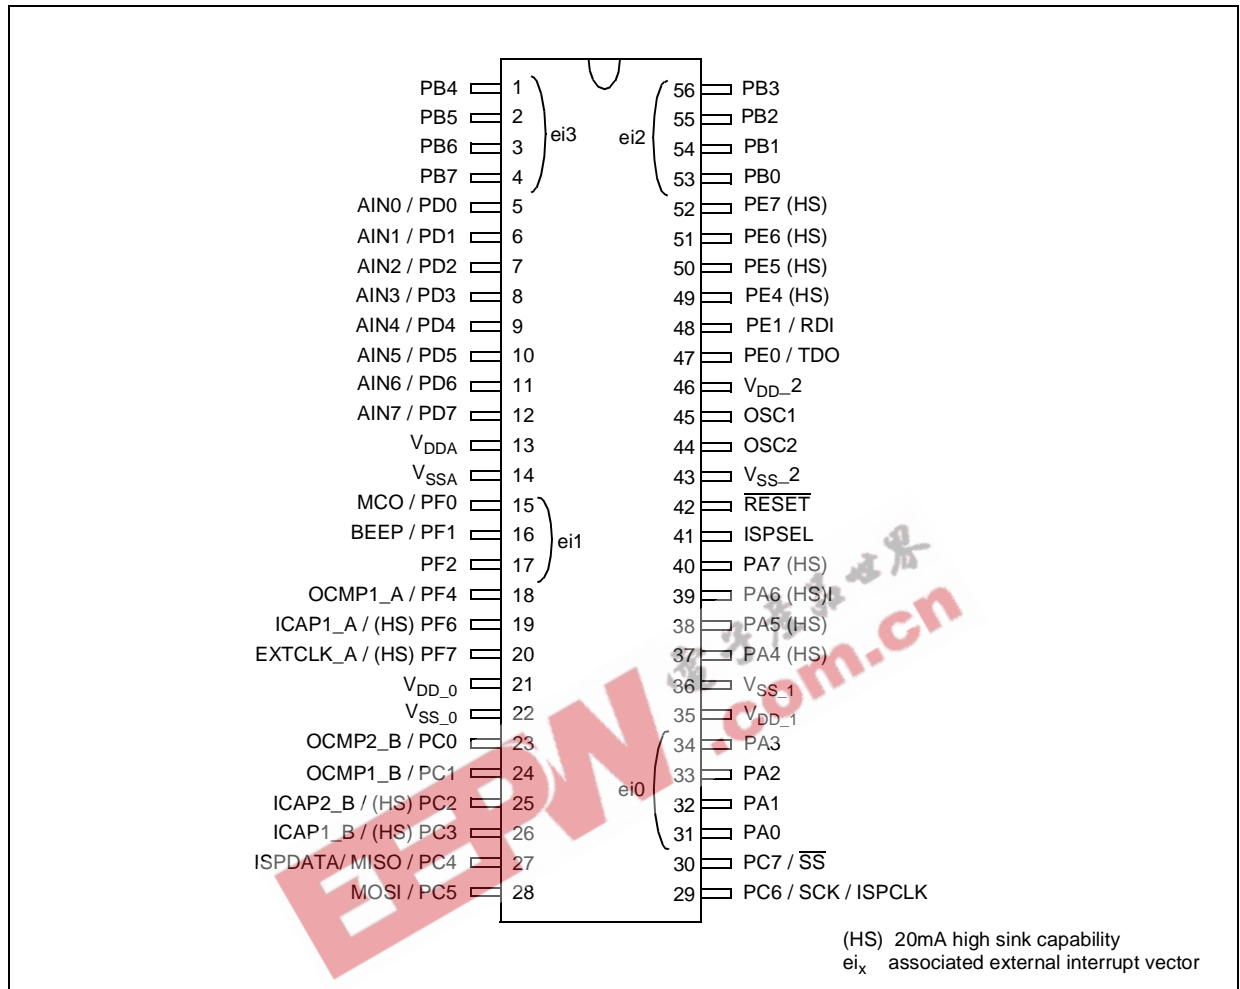 PB4 1 56 PB3
PB5 2 55 PB2
ei3 ei2
PB6 3 54 PB1
PB7 4 53 PB0
AIN0 / PD0 5 52 PE7 (HS)
AIN1 / PD1 6 51 PE6 (HS)
AIN2 / PD2 7 50 PE5 (HS)
AIN3 / PD3 8 49 PE4 (HS)
AIN4 / PD4 9 48 PE1 / RDI
AIN5 / PD5 10 47 PE0 / TDO
AIN6 / PD6 11 46 VDD_2
AIN7 / PD7 12 45 OSC1
VDDA 13 44 OSC2
VSSA 14 43 VSS_2
MCO / PF0 15 42 RESET
BEEP / PF1 16 41 ISPSEL
ei1
PF2 17 40 PA7 (HS)
OCMP1_A / PF4 18 39 PA6 (HS)I
ICAP1_A / (HS) PF6 19 38 PA5 (HS)
EXTCLK_A / (HS) PF7 20 37 PA4 (HS)
VDD_0 21 36 VSS_1
VSS_0 22 35 VDD_1
OCMP2_B / PC0 23 34 PA3
OCMP1_B / PC1 24 33 PA2
ei0
ICAP2_B / (HS) PC2 25 32 PA1
ICAP1_B / (HS) PC3 26 31 PA0
ISPDATA/ MISO / PC4 27 30 PC7 / SS
MOSI / PC5 28 29 PC6 / SCK / ISPCLK
(HS) 20mA high sink capability
eix associated external interrupt vector
EEPW.com.cn
電子產品世界